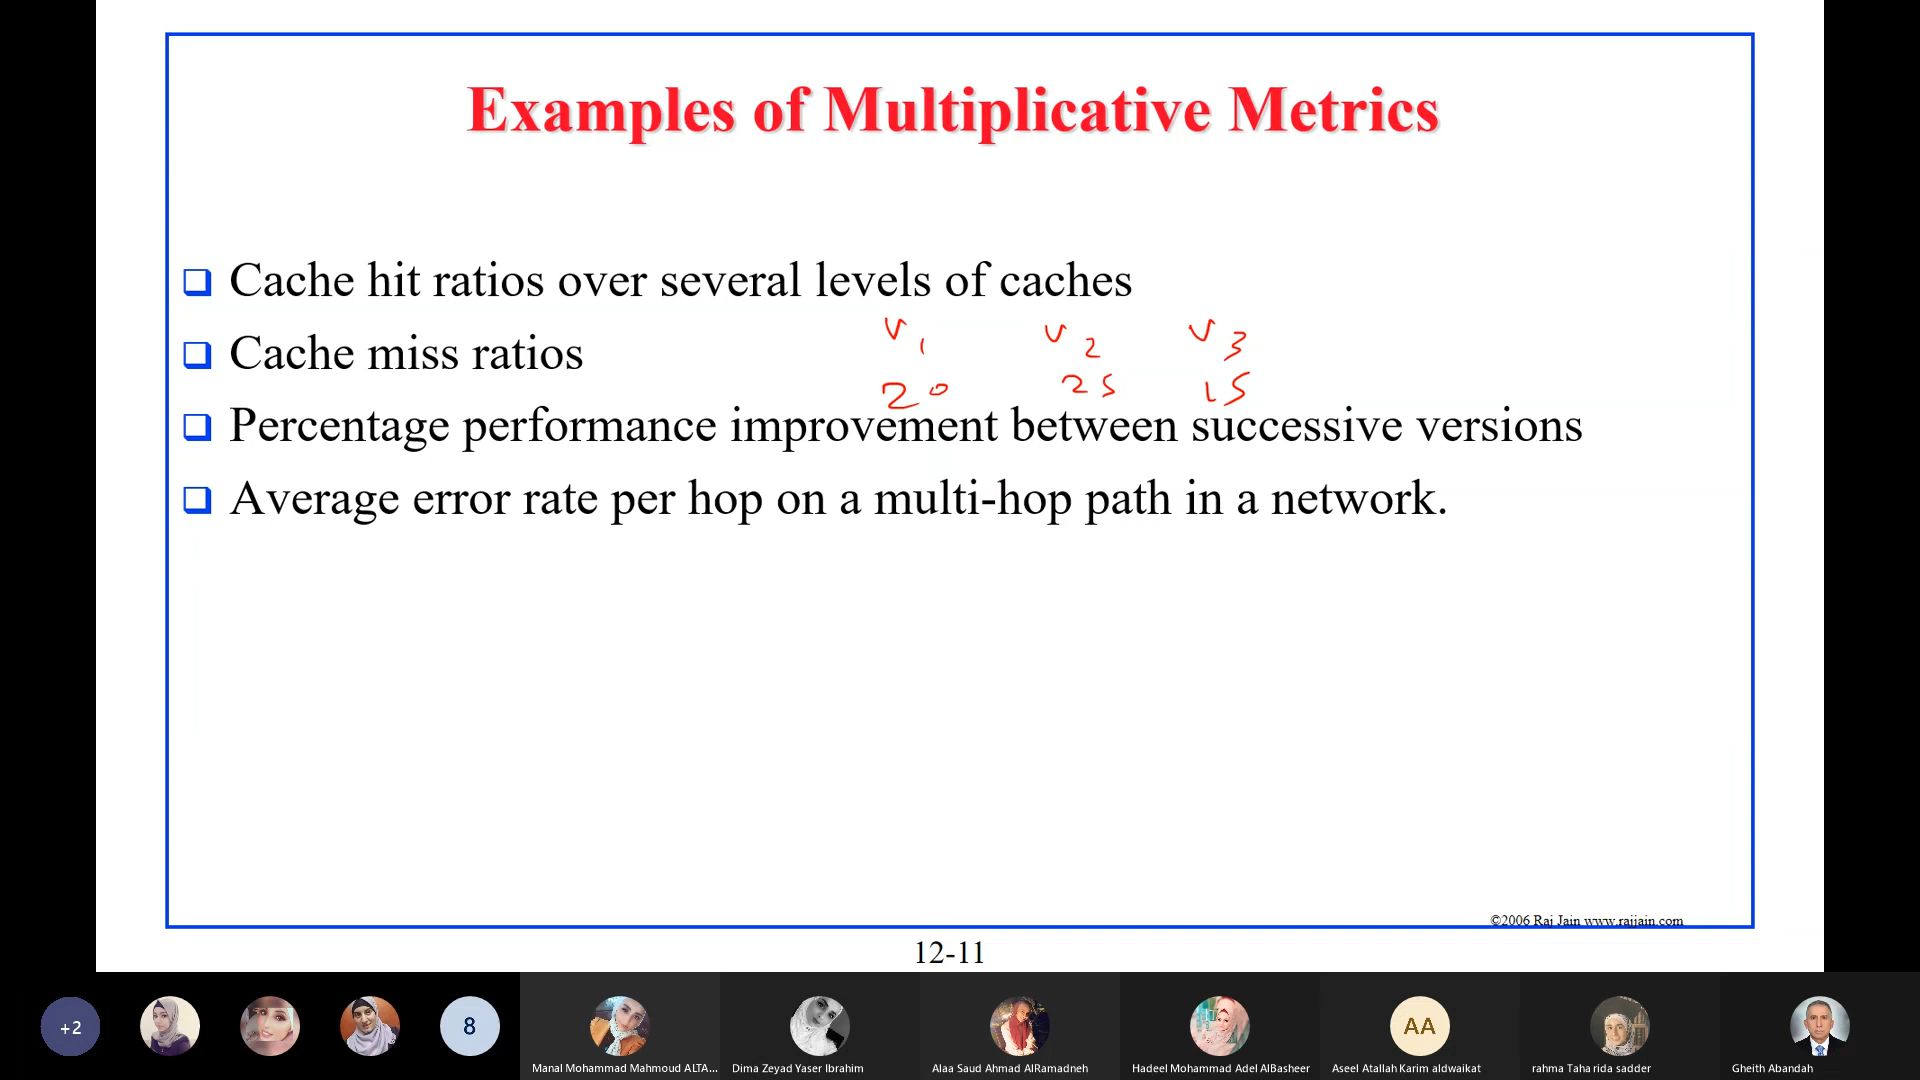 Examples of Multiplicative Metrics
Cache hit ratios over several levels of caches
V1 V2 V3
Cache miss ratios
20 25 15
Percentage performance improvement between successive versions
Average error rate per hop on a multi-hop path in a network.
©2006 Raj Jain www.rajjain.com
12-11
+2 8 AA
Manal Mohammad Mahmoud ALTA... Dima Zeyad Yaser Ibrahim Alaa Saud Ahmad AlRamadneh Hadeel Mohammad Adel AlBasheer Aseel Atallah Karim aldwaikat rahma Taha rida sadder Gheith Abandah